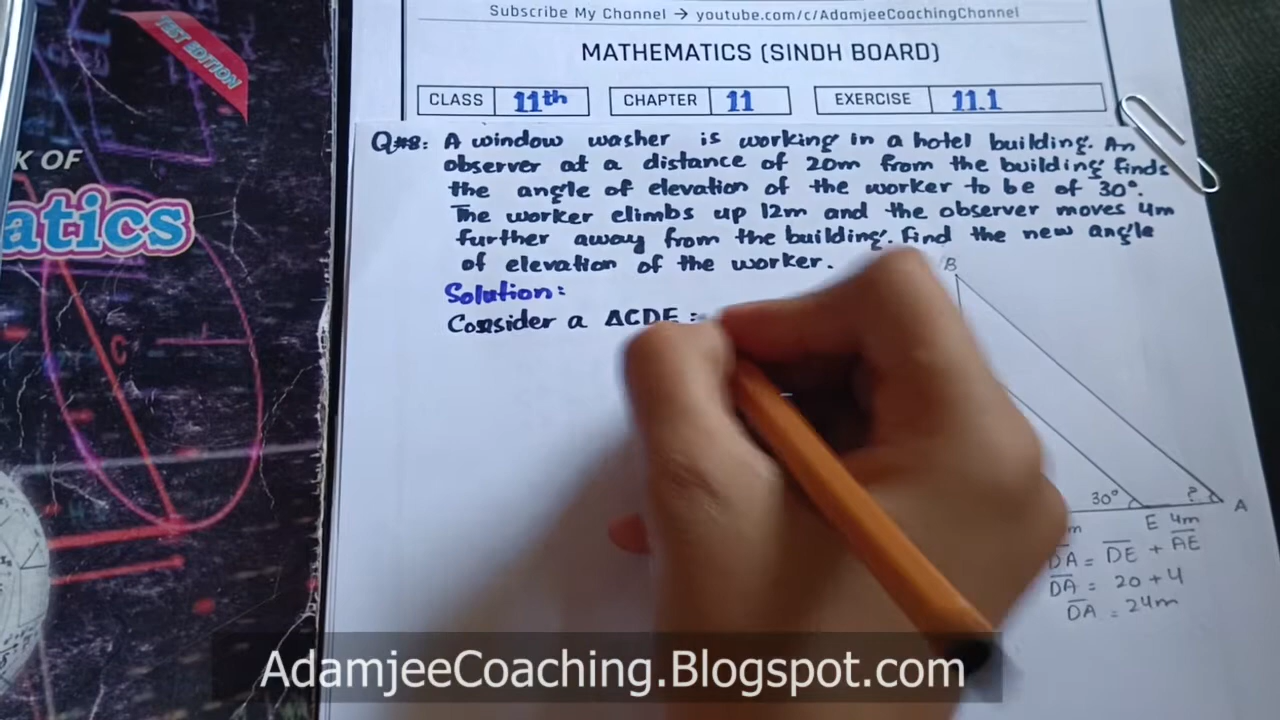 Subscribe My Channel → youtube.com/c/AdamjeeCoachingChannel
MATHEMATICS (SINDH BOARD)
CLASS 11th CHAPTER 11 EXERCISE 11.1
Q#8: A window washer is working in a hotel building. An
observer at a distance of 20m from the building finds
the angle of elevation of the worker to be of 30°.
The worker climbs up 12m and the observer moves 4m
further away from the building. Find the new angle
of elevation of the worker.
Solution:
Consider a ΔCDE :
B
30° ?
A
m E 4m
DA = DE + AE
DA = 20 + 4
DA = 24m
TEST EDITION
K OF
atics
C
AdamjeeCoaching.Blogspot.com